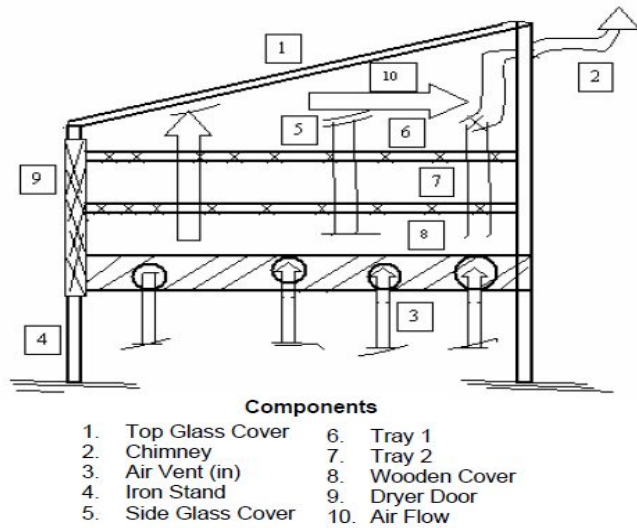 1
10
2
5
6
9
7
8
3
4
Components
1. Top Glass Cover
2. Chimney
3. Air Vent (in)
4. Iron Stand
5. Side Glass Cover
6. Tray 1
7. Tray 2
8. Wooden Cover
9. Dryer Door
10. Air Flow